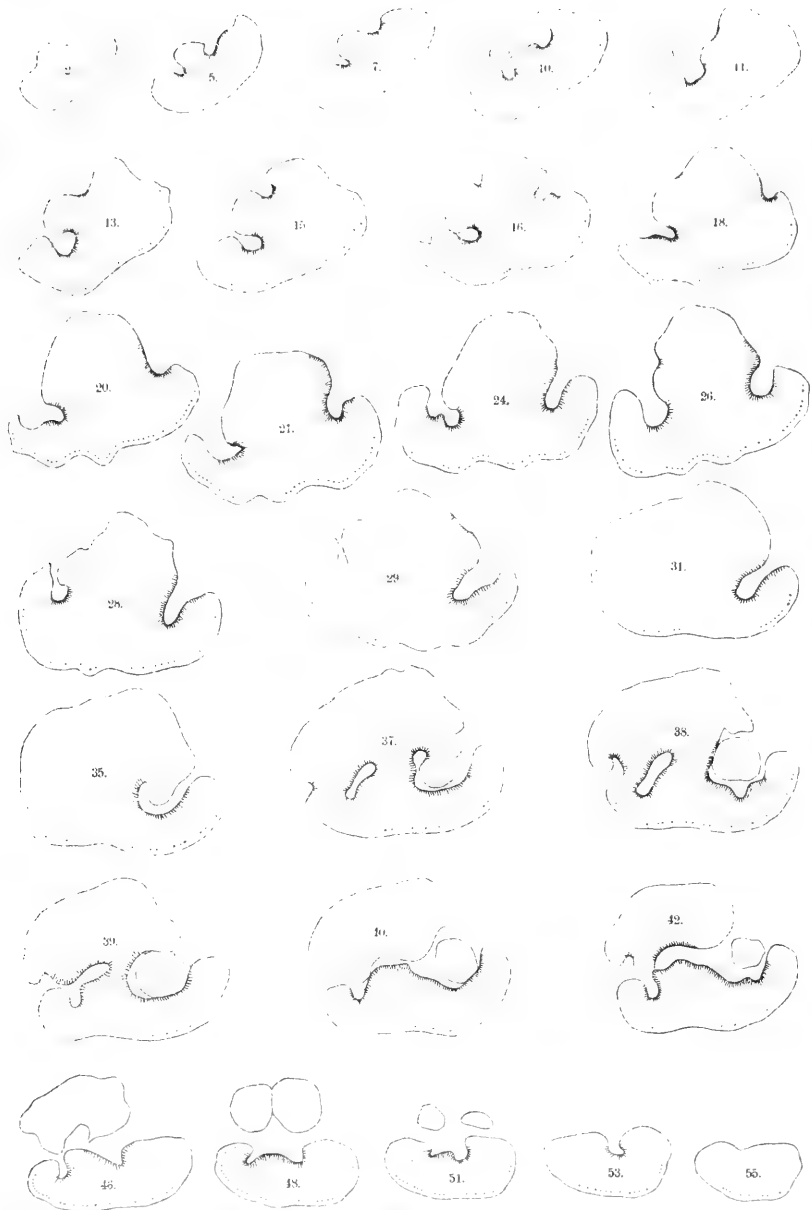 2. 5. 7. 10. 11.
13. 15 16. 18.
20. 21. 24. 26.
28. 29 31.
35. 37. 38.
39. 40. 42.
46. 48. 51. 53. 55.